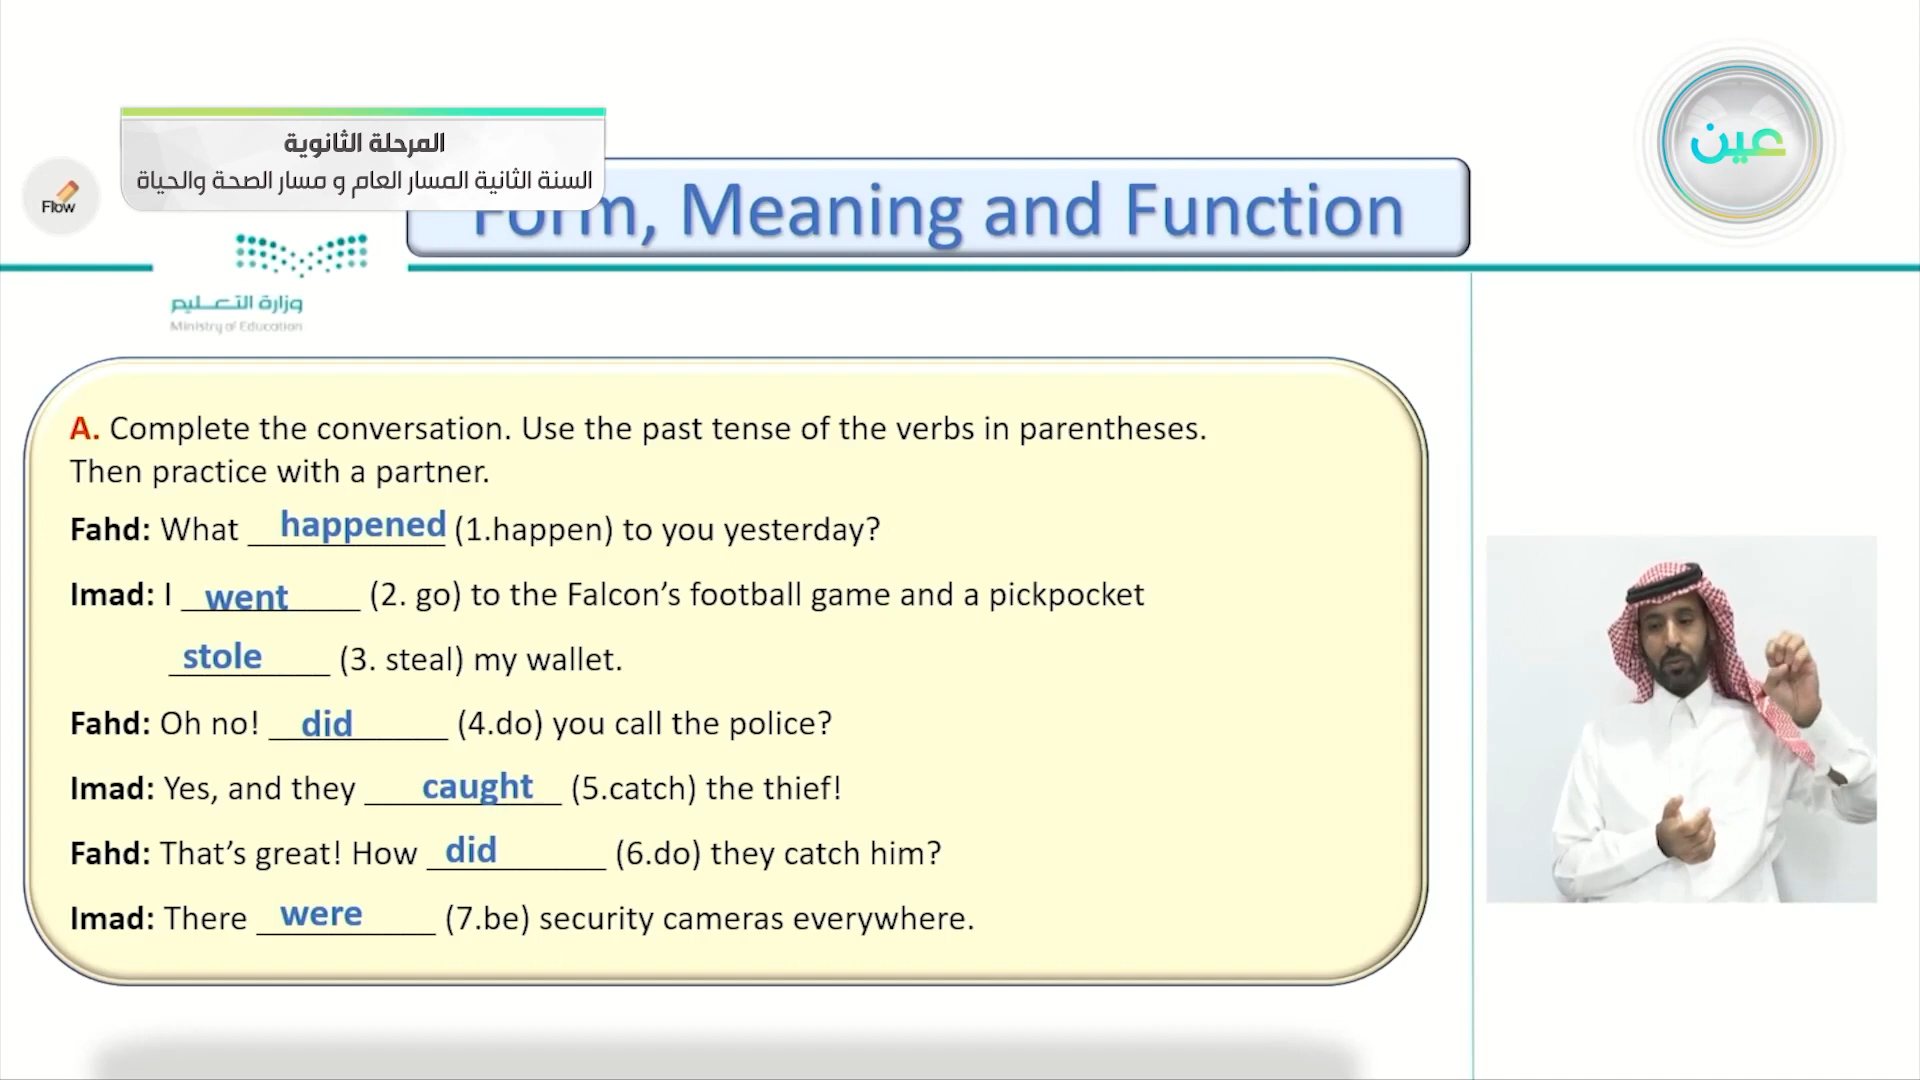 المرحلة الثانوية
السنة الثانية المسار العام و مسار الصحة والحياة
عين
Flow
Form, Meaning and Function
وزارة التعليم
Ministry of Education
A. Complete the conversation. Use the past tense of the verbs in parentheses.
Then practice with a partner.
Fahd: What happened (1.happen) to you yesterday?
Imad: I went (2. go) to the Falcon’s football game and a pickpocket
stole (3. steal) my wallet.
Fahd: Oh no! did (4.do) you call the police?
Imad: Yes, and they caught (5.catch) the thief!
Fahd: That’s great! How did (6.do) they catch him?
Imad: There were (7.be) security cameras everywhere.